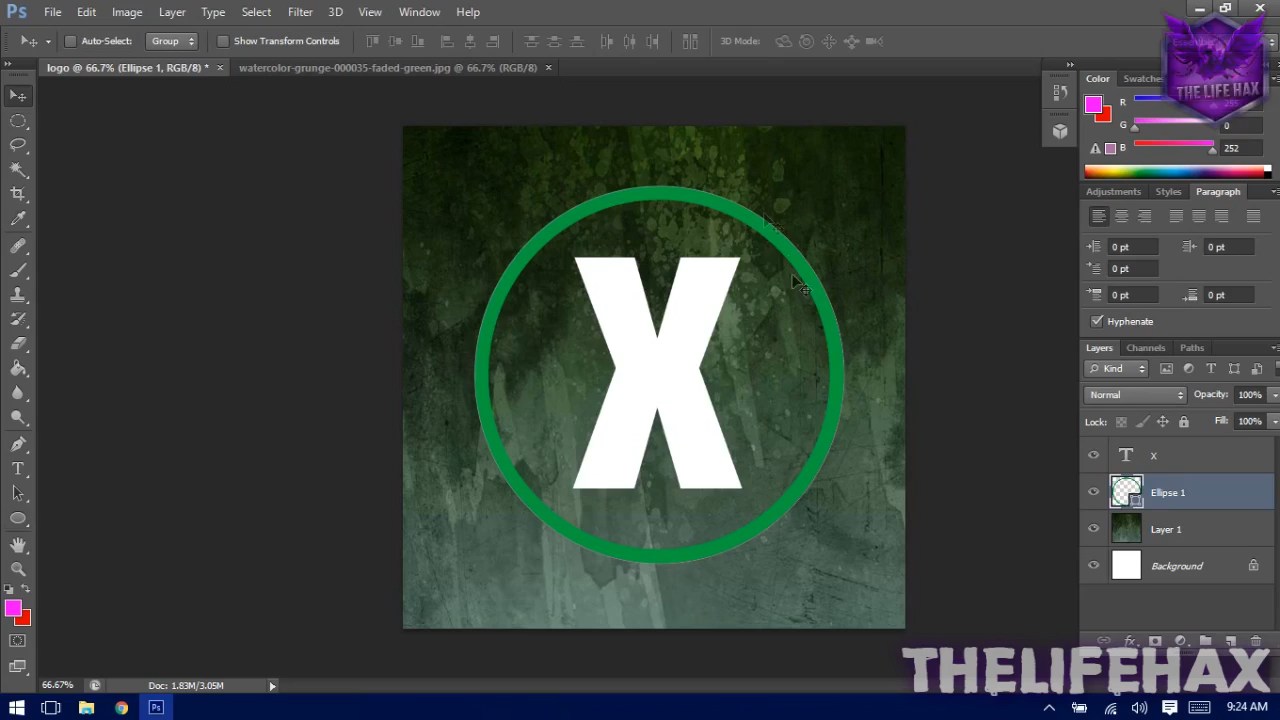 Ps File Edit Image Layer Type Select Filter 3D View Window Help
Auto-Select: Group Show Transform Controls 3D Mode:
logo @ 66.7% (Ellipse 1, RGB/8) * × watercolor-grunge-000035-faded-green.jpg @ 66.7% (RGB/8) ×
THE LIFE HAX
Color Swatches
R 255
G 0
B 252
Adjustments Styles Paragraph
0 pt 0 pt
0 pt
0 pt 0 pt
Hyphenate
Layers Channels Paths
Kind
Normal Opacity: 100%
Lock: Fill: 100%
T X
Ellipse 1
Layer 1
Background
X
THELIFEHAX
66.67% Doc: 1.83M/3.05M
9:24 AM